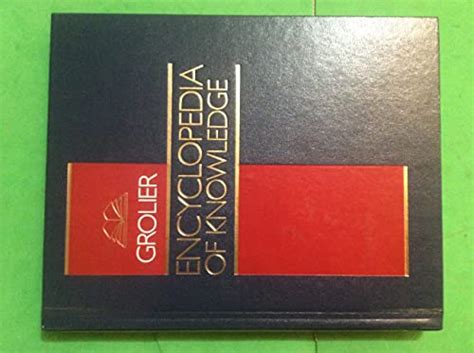 GROLIER
ENCYCLOPEDIA
OF KNOWLEDGE